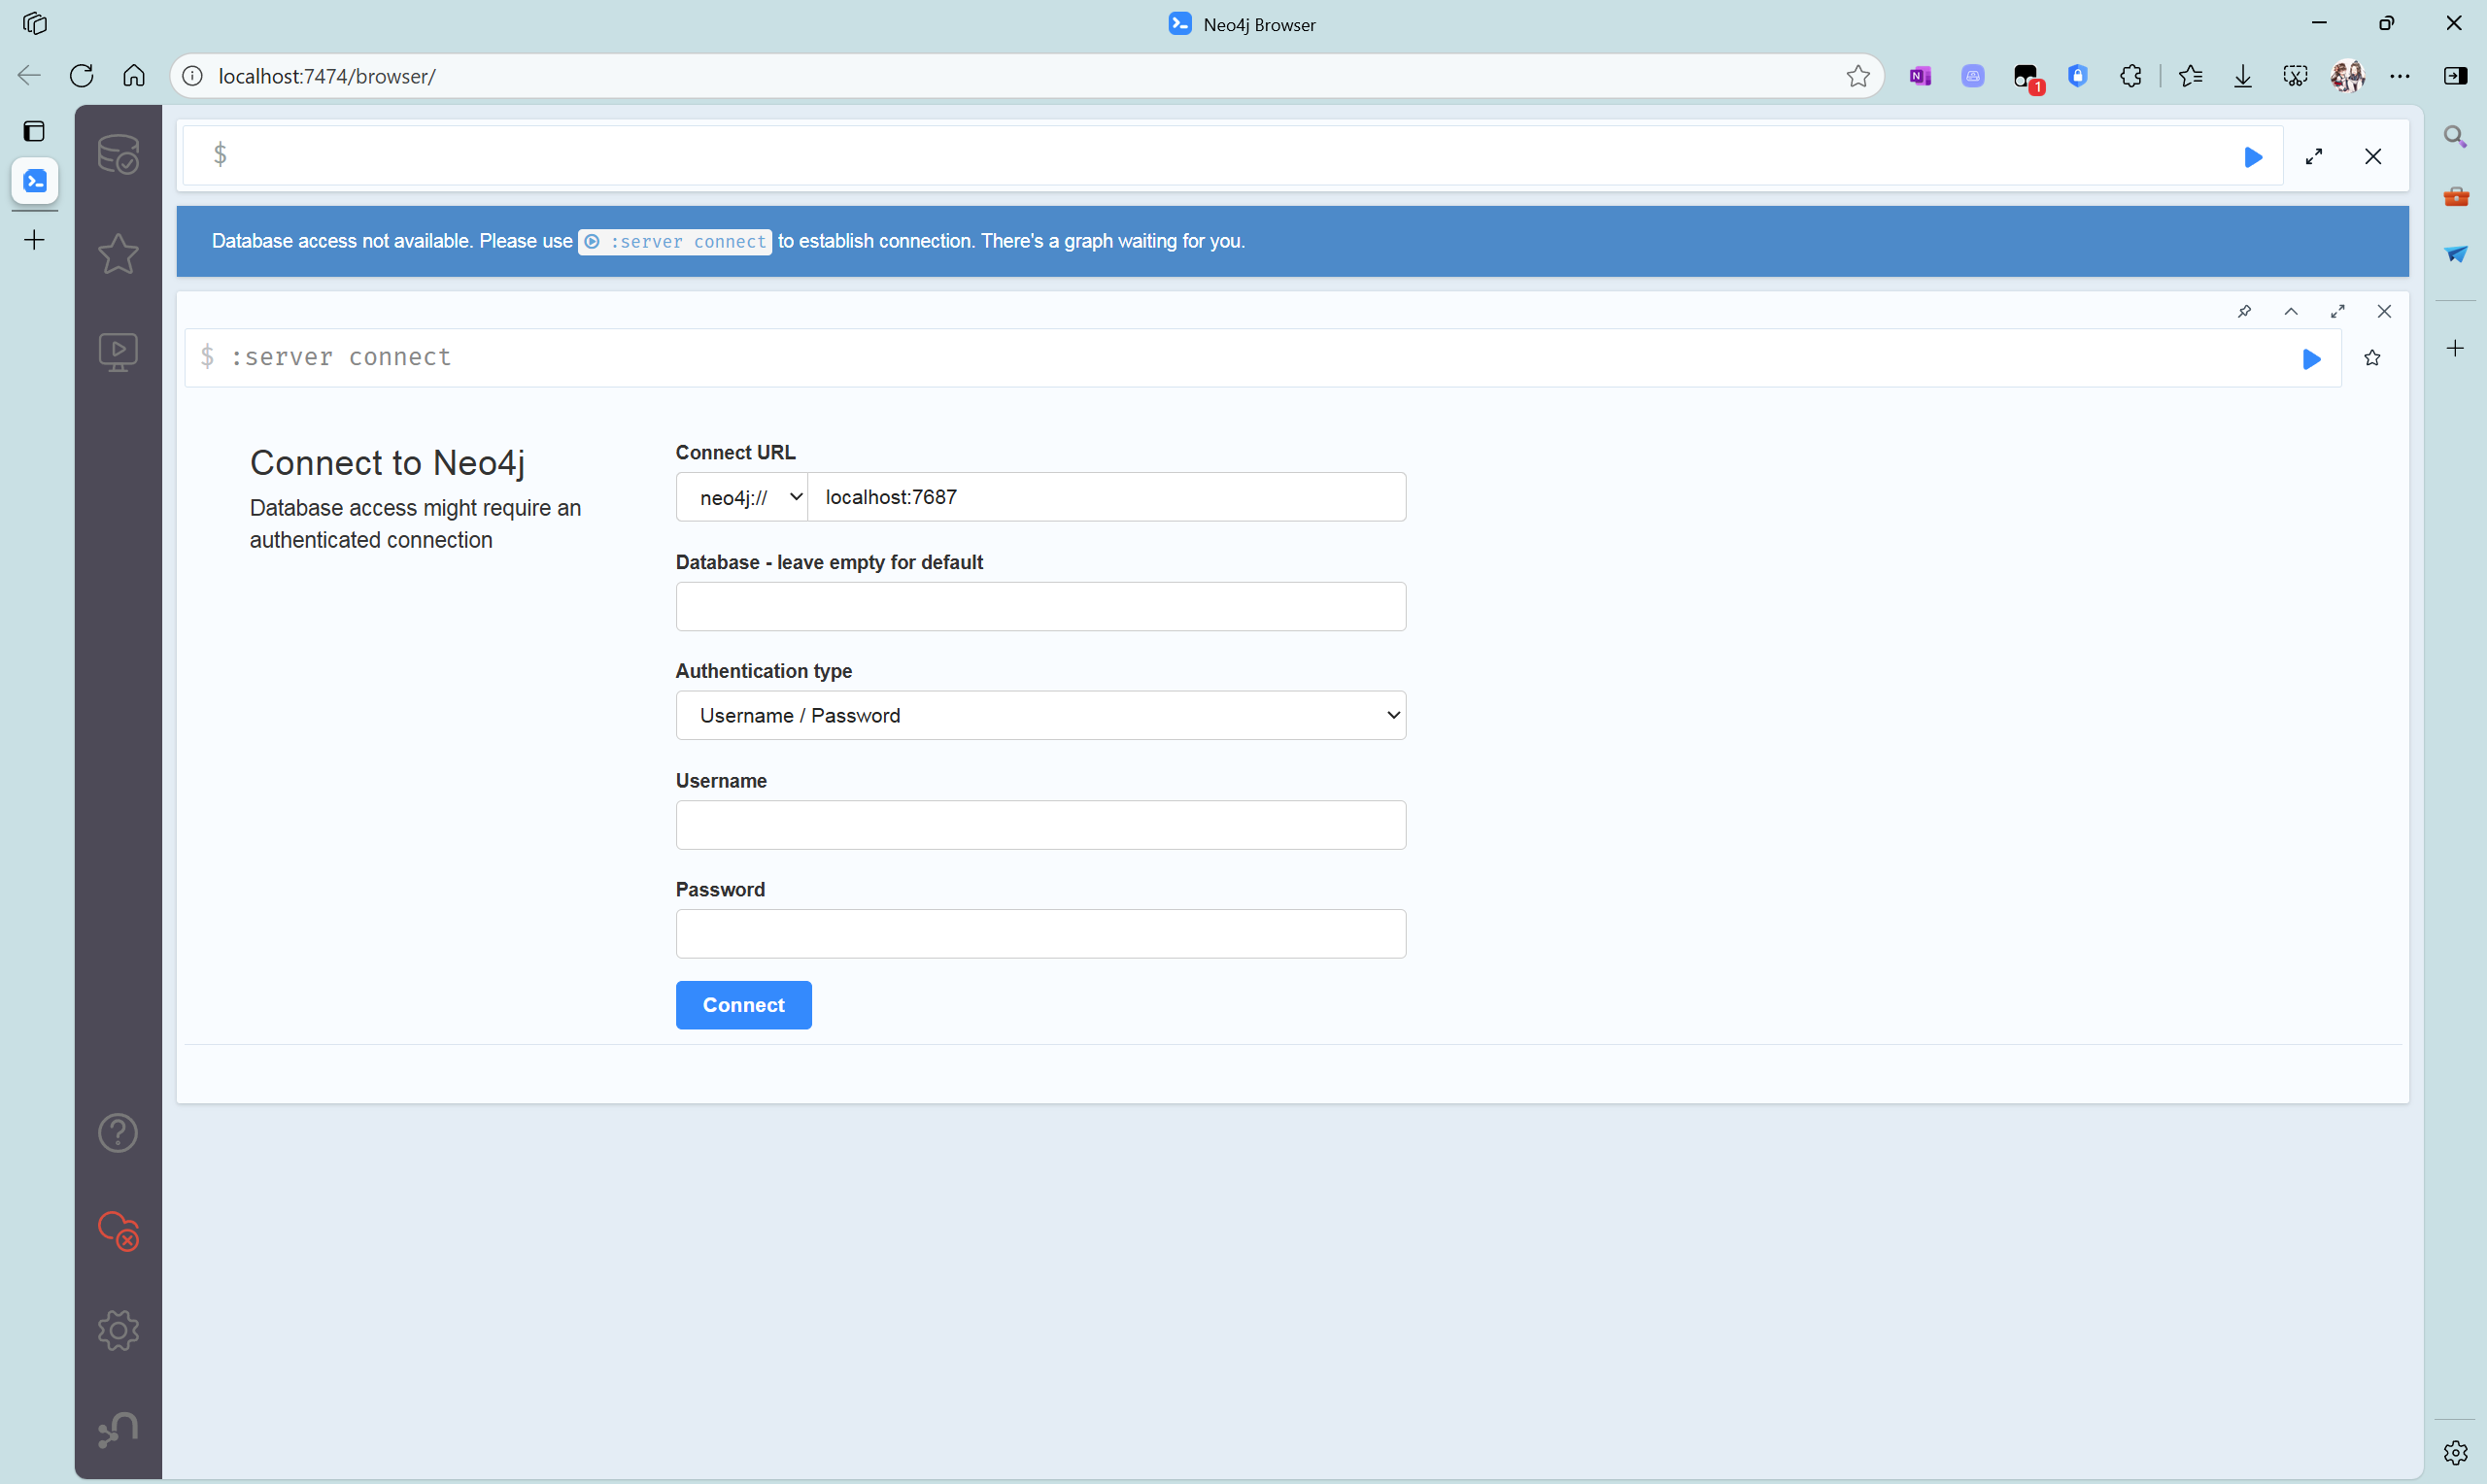 Neo4j Browser
localhost:7474/browser/
1
$
Database access not available. Please use :server connect to establish connection. There's a graph waiting for you.
$ :server connect
Connect to Neo4j
Database access might require an
authenticated connection
Connect URL
neo4j:// localhost:7687
Database - leave empty for default
Authentication type
Username / Password
Username
Password
Connect